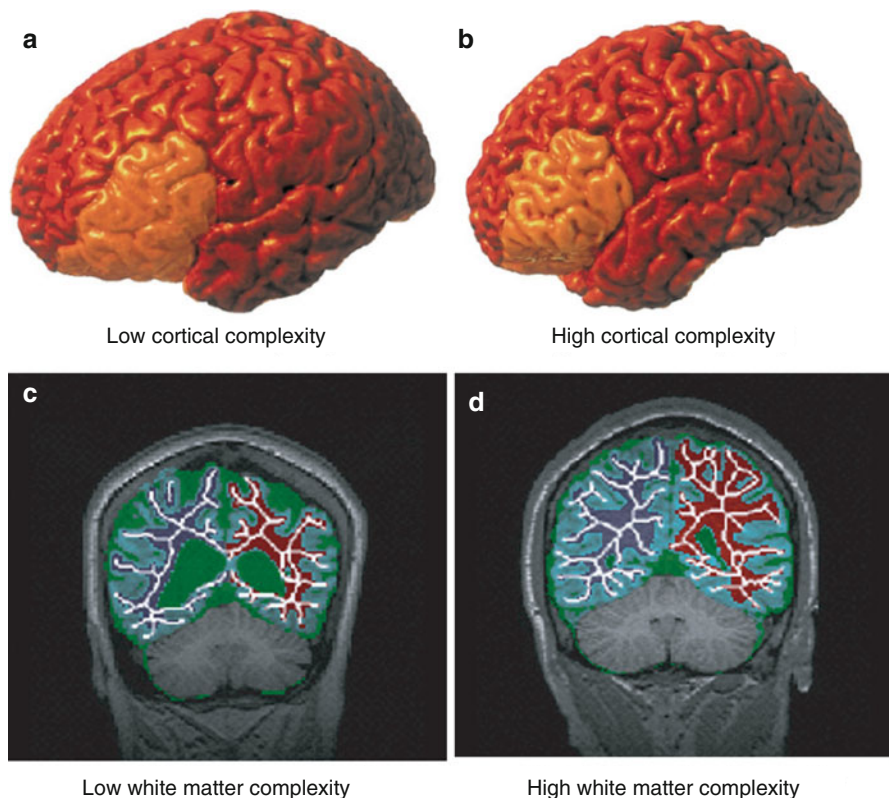 a
b
Low cortical complexity
High cortical complexity
c
d
Low white matter complexity
High white matter complexity